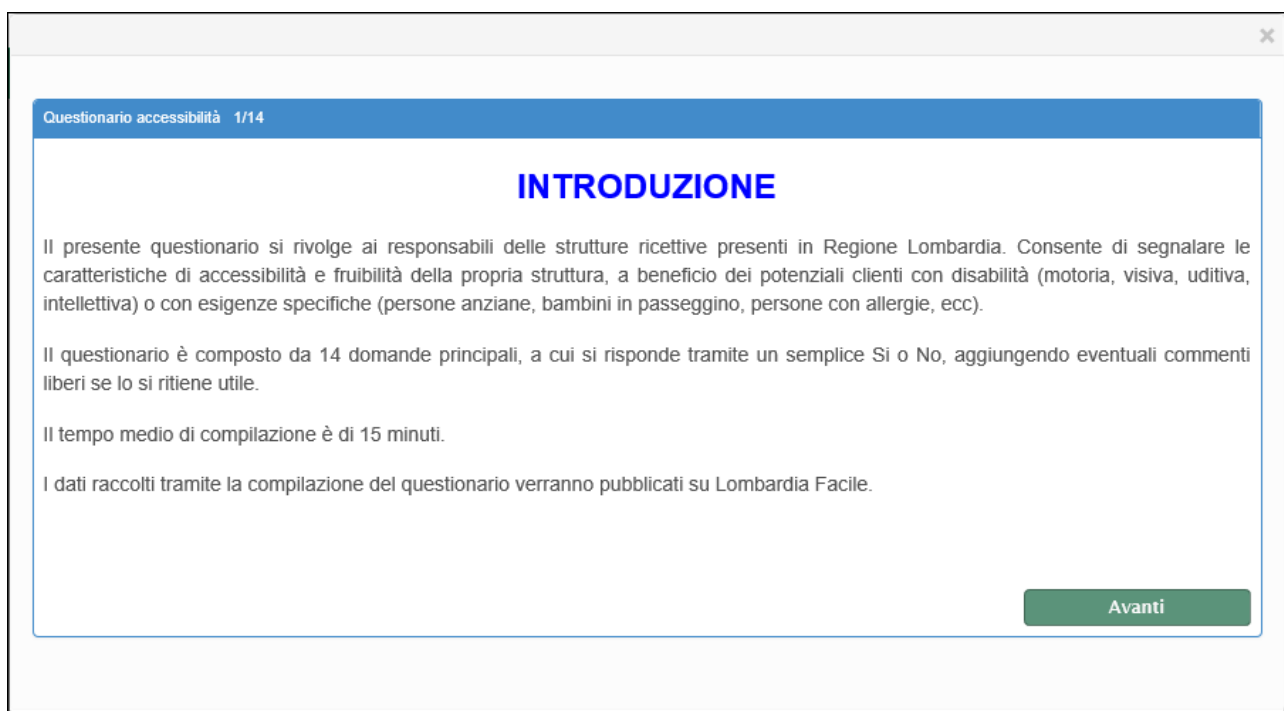 ×
Questionario accessibilità 1/14
INTRODUZIONE
Il presente questionario si rivolge ai responsabili delle strutture ricettive presenti in Regione Lombardia. Consente di segnalare le
caratteristiche di accessibilità e fruibilità della propria struttura, a beneficio dei potenziali clienti con disabilità (motoria, visiva, uditiva,
intellettiva) o con esigenze specifiche (persone anziane, bambini in passeggino, persone con allergie, ecc).
Il questionario è composto da 14 domande principali, a cui si risponde tramite un semplice Si o No, aggiungendo eventuali commenti
liberi se lo si ritiene utile.
Il tempo medio di compilazione è di 15 minuti.
I dati raccolti tramite la compilazione del questionario verranno pubblicati su Lombardia Facile.
Avanti